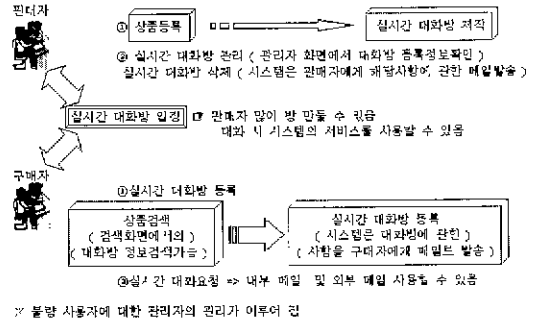 판매자
① 상품등록
실시간 대화방 제작
② 실시간 대화방 관리 ( 관리자 화면에서 대화방 등록정보확인 )
실시간 대화방 삭제 ( 시스템은 판매자에게 해당사항에 관한 메일발송 )
실시간 대화방 입장
☞ 판매자 많이 방 만들 수 있음
대화 시 시스템의 서비스를 사용할 수 있음
구매자
①실시간 대화방 등록
상품검색
( 검색화면에서의 )
( 대화방 정보검색가능 )
실시간 대화방 등록
( 시스템은 대화방에 관한 )
( 사항을 구매자에게 메일로 발송 )
③실시간 대화요청 => 내부 메일 및 외부 메일 사용할 수 있음
※ 불량 사용자에 대한 관리자의 관리가 이루어 짐